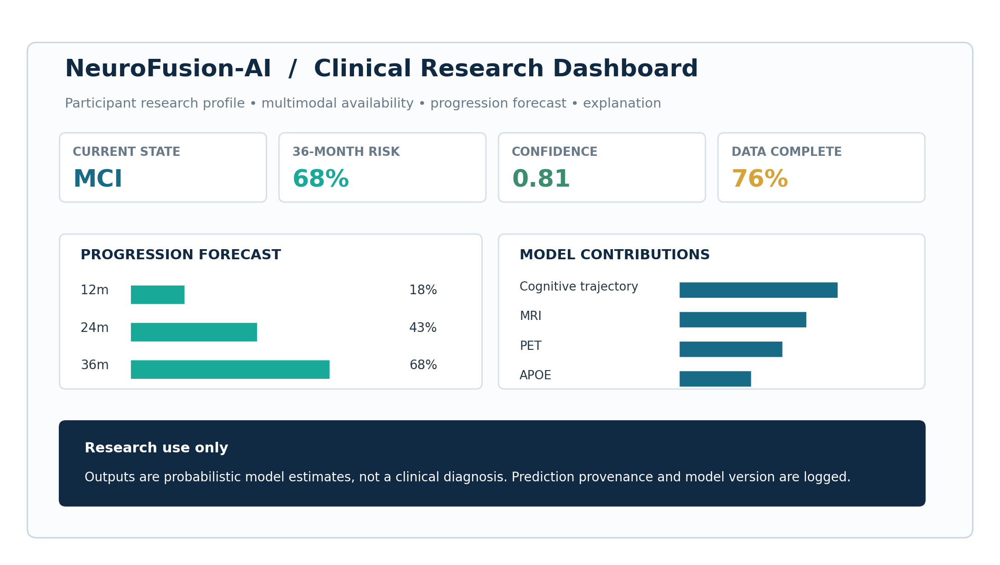 NeuroFusion-AI / Clinical Research Dashboard
Participant research profile • multimodal availability • progression forecast • explanation
CURRENT STATE
MCI
36-MONTH RISK
68%
CONFIDENCE
0.81
DATA COMPLETE
76%
PROGRESSION FORECAST
12m 18%
24m 43%
36m 68%
MODEL CONTRIBUTIONS
Cognitive trajectory
MRI
PET
APOE
Research use only
Outputs are probabilistic model estimates, not a clinical diagnosis. Prediction provenance and model version are logged.